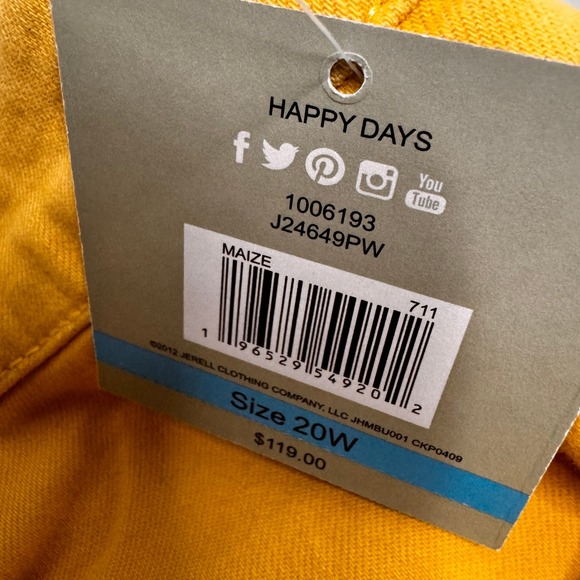 HAPPY DAYS
f You Tube
1006193
J24649PW
MAIZE 711
1 96529 54920 2
©2012 JERELL CLOTHING COMPANY, LLC JHMBU001 CKP0409
Size 20W
$119.00